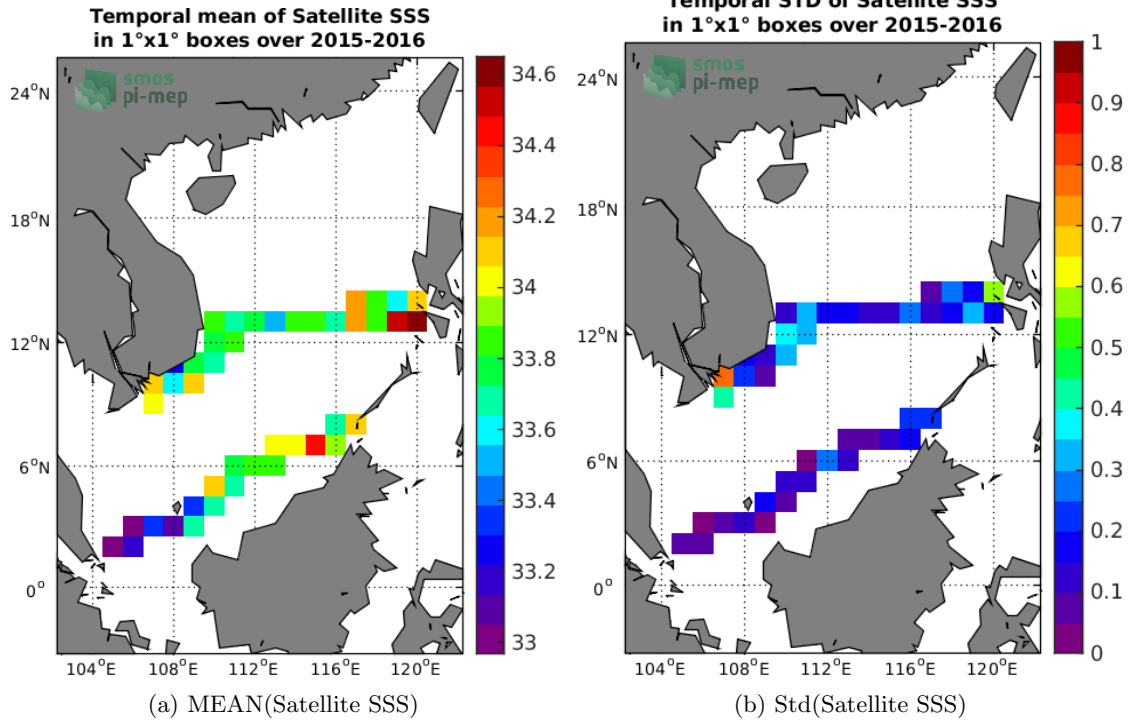 Temporal mean of Satellite SSS
in 1°x1° boxes over 2015-2016
smos
pi-mep
24°N
18°N
12°N
6°N
0°
104°E
108°E
112°E
116°E
120°E
34.6
34.4
34.2
34
33.8
33.6
33.4
33.2
33
(a) MEAN(Satellite SSS)
Temporal STD of Satellite SSS
in 1°x1° boxes over 2015-2016
smos
pi-mep
24°N
18°N
12°N
6°N
0°
104°E
108°E
112°E
116°E
120°E
1
0.9
0.8
0.7
0.6
0.5
0.4
0.3
0.2
0.1
0
(b) Std(Satellite SSS)